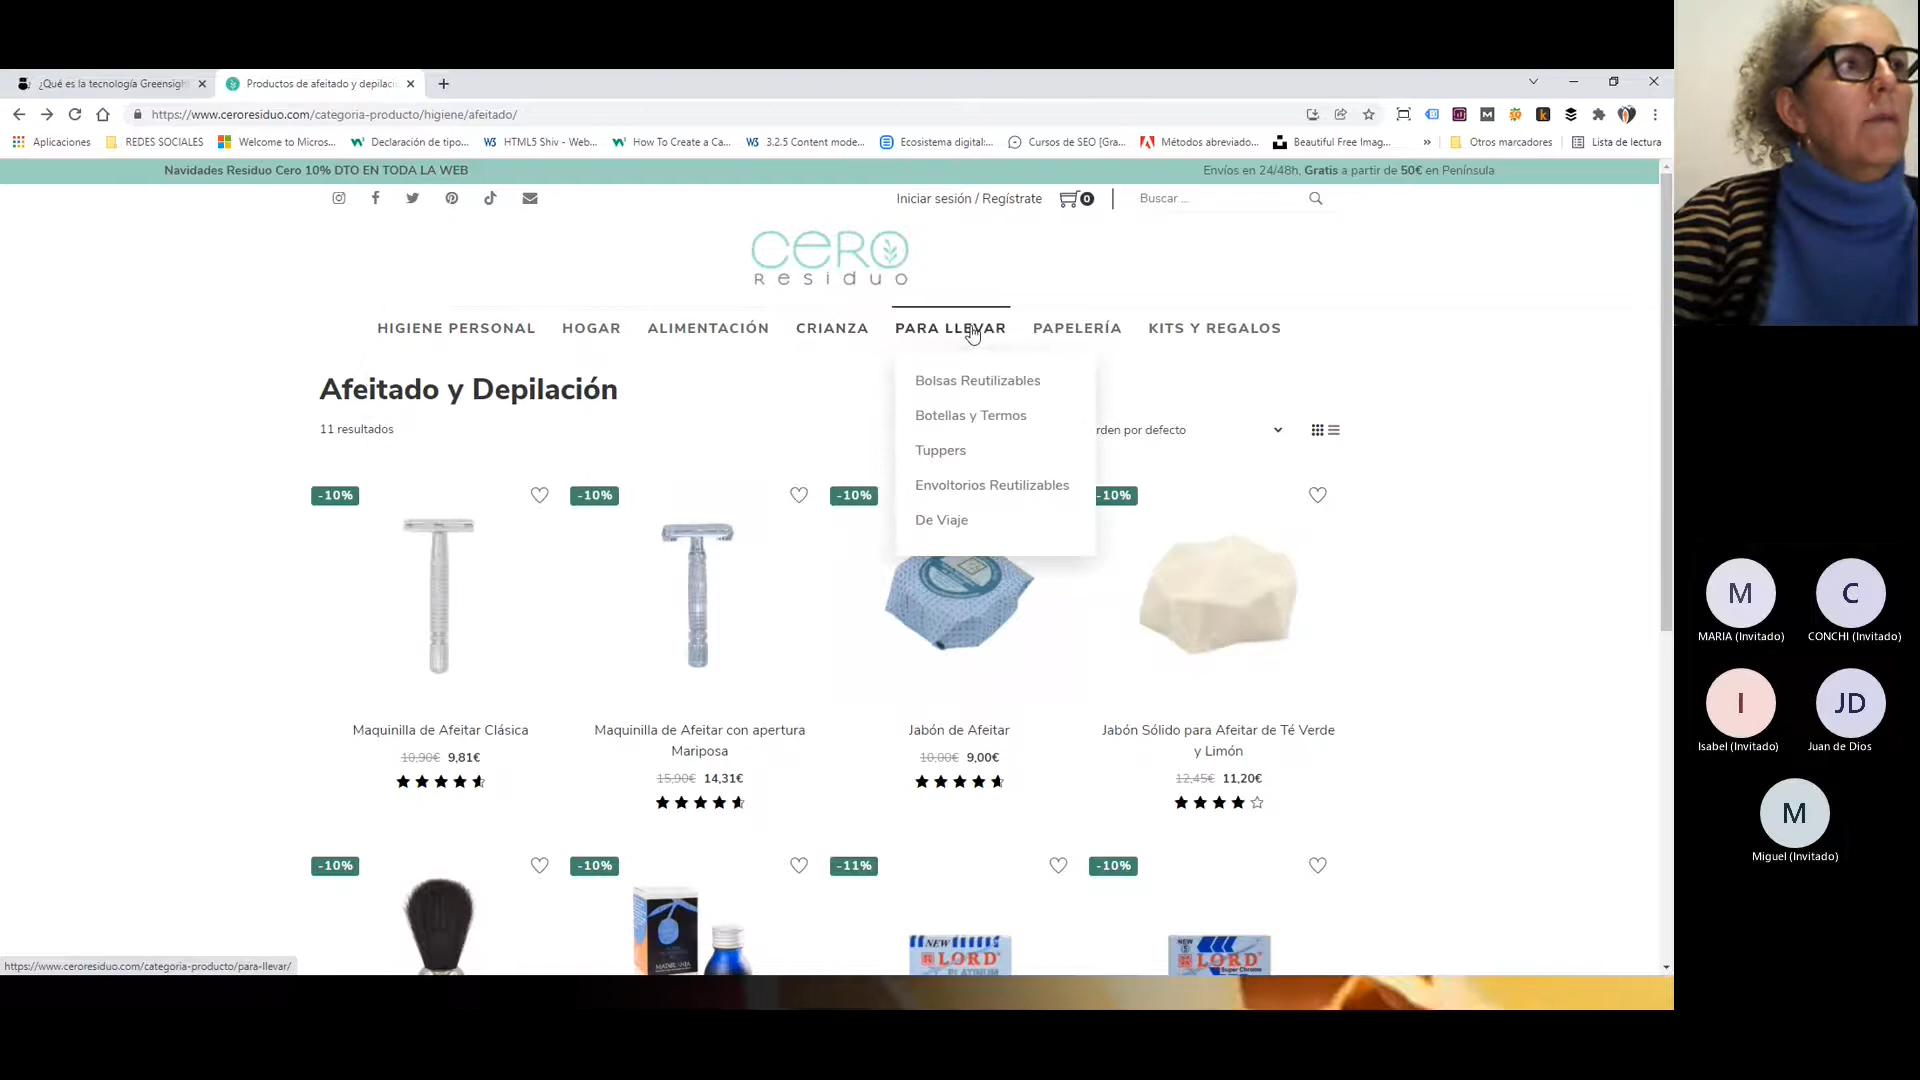 ¿Qué es la tecnología Greensigh
Productos de afeitado y depilaci
https://www.ceroresiduo.com/categoria-producto/higiene/afeitado/
Aplicaciones
REDES SOCIALES
Welcome to Micros...
Declaración de tipo...
HTML5 Shiv - Web...
How To Create a Ca...
3.2.5 Content mode...
Ecosistema digital:...
Cursos de SEO [Gra...
Métodos abreviado...
Beautiful Free Imag...
»
Otros marcadores
Lista de lectura
Navidades Residuo Cero 10% DTO EN TODA LA WEB
Envíos en 24/48h, Gratis a partir de 50€ en Península
Iniciar sesión / Regístrate
0
Buscar ...
CERO
Residuo
HIGIENE PERSONAL
HOGAR
ALIMENTACIÓN
CRIANZA
PARA LLEVAR
PAPELERÍA
KITS Y REGALOS
Bolsas Reutilizables
Botellas y Termos
Tuppers
Envoltorios Reutilizables
De Viaje
Afeitado y Depilación
11 resultados
rden por defecto
-10%
-10%
-10%
-10%
Maquinilla de Afeitar Clásica
10,90€ 9,81€
Maquinilla de Afeitar con apertura
Mariposa
15,90€ 14,31€
Jabón de Afeitar
10,00€ 9,00€
Jabón Sólido para Afeitar de Té Verde
y Limón
12,45€ 11,20€
-10%
-10%
-11%
-10%
MATARRANIA
NEW
LORD
PLATINUM
NEW
LORD
Super Chrome
https://www.ceroresiduo.com/categoria-producto/para-llevar/
M
MARIA (Invitado)
C
CONCHI (Invitado)
I
Isabel (Invitado)
JD
Juan de Dios
M
Miguel (Invitado)